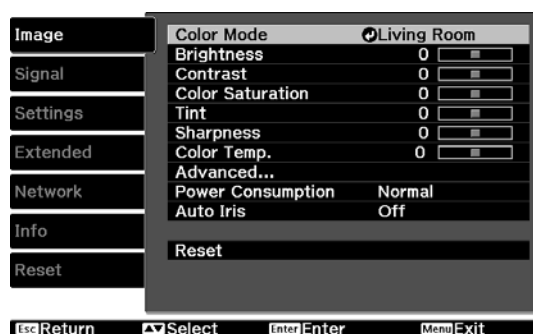 Image
Signal
Settings
Extended
Network
Info
Reset
Color Mode Living Room
Brightness 0
Contrast 0
Color Saturation 0
Tint 0
Sharpness 0
Color Temp. 0
Advanced...
Power Consumption Normal
Auto Iris Off
Reset
Esc Return Select Enter Enter Menu Exit